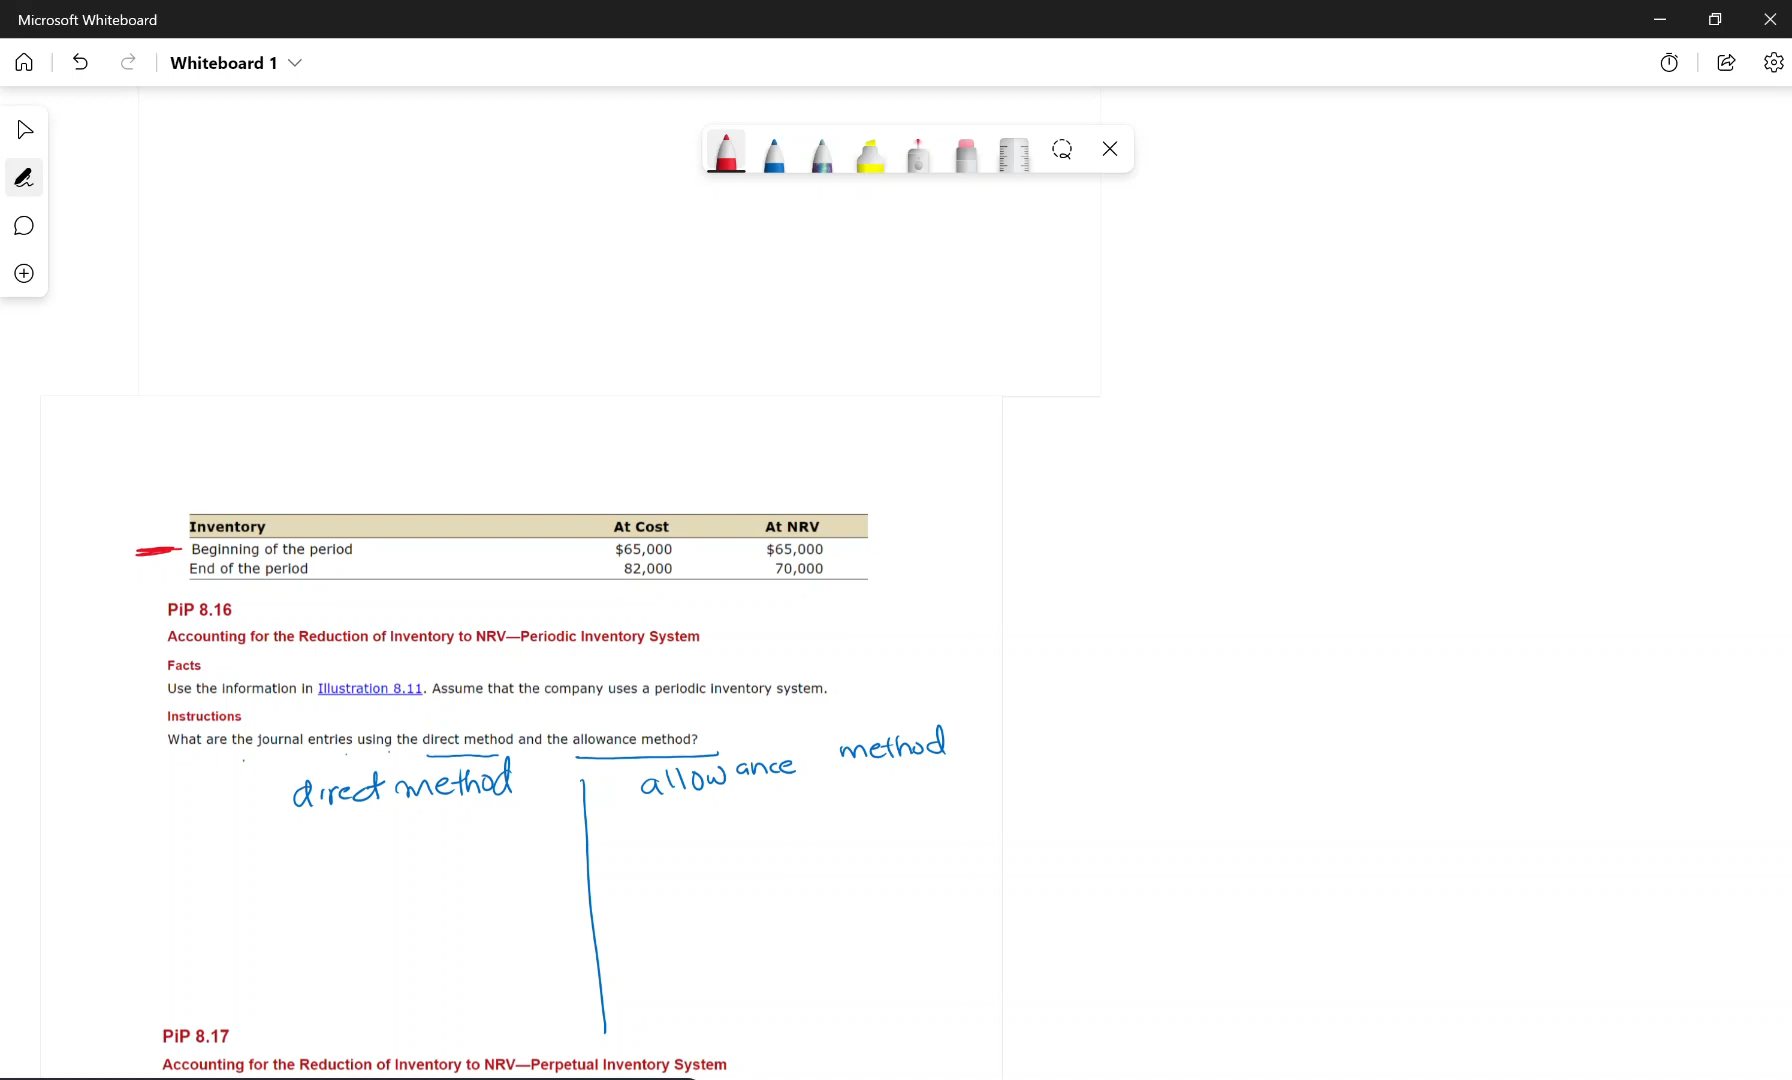 Microsoft Whiteboard
Whiteboard 1
Inventory At Cost At NRV
Beginning of the period $65,000 $65,000
End of the period 82,000 70,000
PiP 8.16
Accounting for the Reduction of Inventory to NRV—Periodic Inventory System
Facts
Use the information in Illustration 8.11. Assume that the company uses a periodic inventory system.
Instructions
What are the journal entries using the direct method and the allowance method?
direct method allowance method
PiP 8.17
Accounting for the Reduction of Inventory to NRV—Perpetual Inventory System